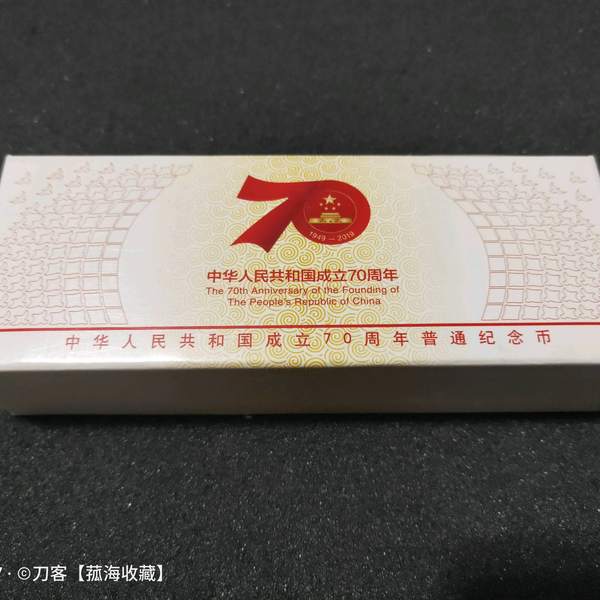 70
1949-2019
中华人民共和国成立70周年
The 70th Anniversary of the Founding of
The People's Republic of China
中华人民共和国成立70周年普通纪念币
· ©刀客【菰海收藏】